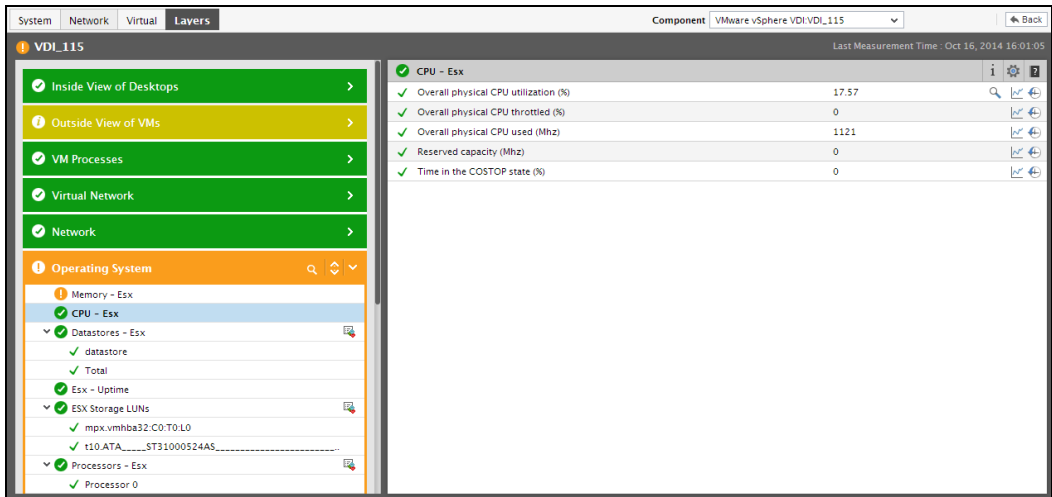 System Network Virtual Layers Component VMware vSphere VDI:VDI_115 Back
VDI_115 Last Measurement Time : Oct 16, 2014 16:01:05
Inside View of Desktops
Outside View of VMs
VM Processes
Virtual Network
Network
Operating System
Memory - Esx
CPU - Esx
Datastores - Esx
datastore
Total
Esx - Uptime
ESX Storage LUNs
mpx.vmhba32:C0:T0:L0
t10.ATA_____ST31000524AS________________________..
Processors - Esx
Processor 0
CPU - Esx
Overall physical CPU utilization (%) 17.57
Overall physical CPU throttled (%) 0
Overall physical CPU used (Mhz) 1121
Reserved capacity (Mhz) 0
Time in the COSTOP state (%) 0